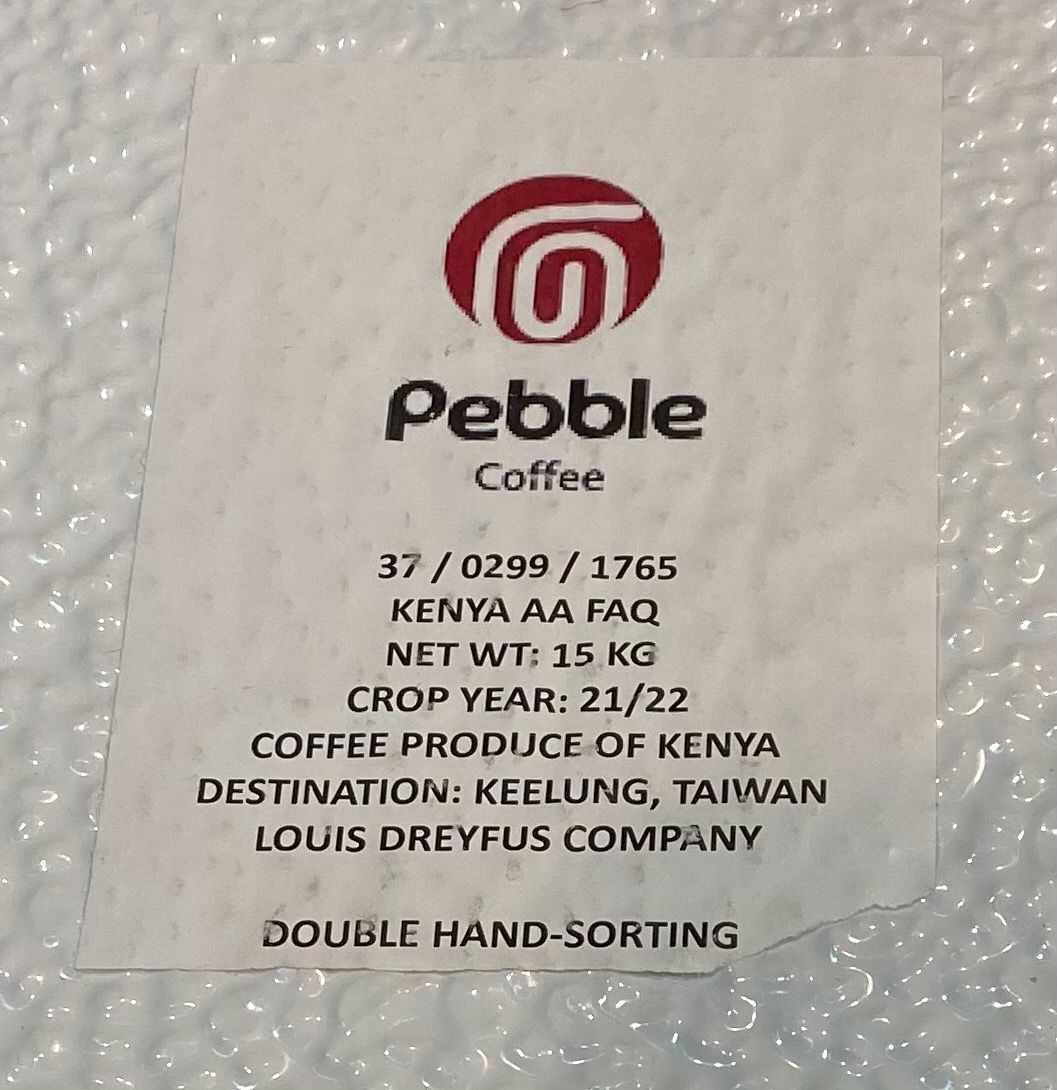 Pebble
Coffee
37 / 0299 / 1765
KENYA AA FAQ
NET WT: 15 KG
CROP YEAR: 21/22
COFFEE PRODUCE OF KENYA
DESTINATION: KEELUNG, TAIWAN
LOUIS DREYFUS COMPANY
DOUBLE HAND-SORTING